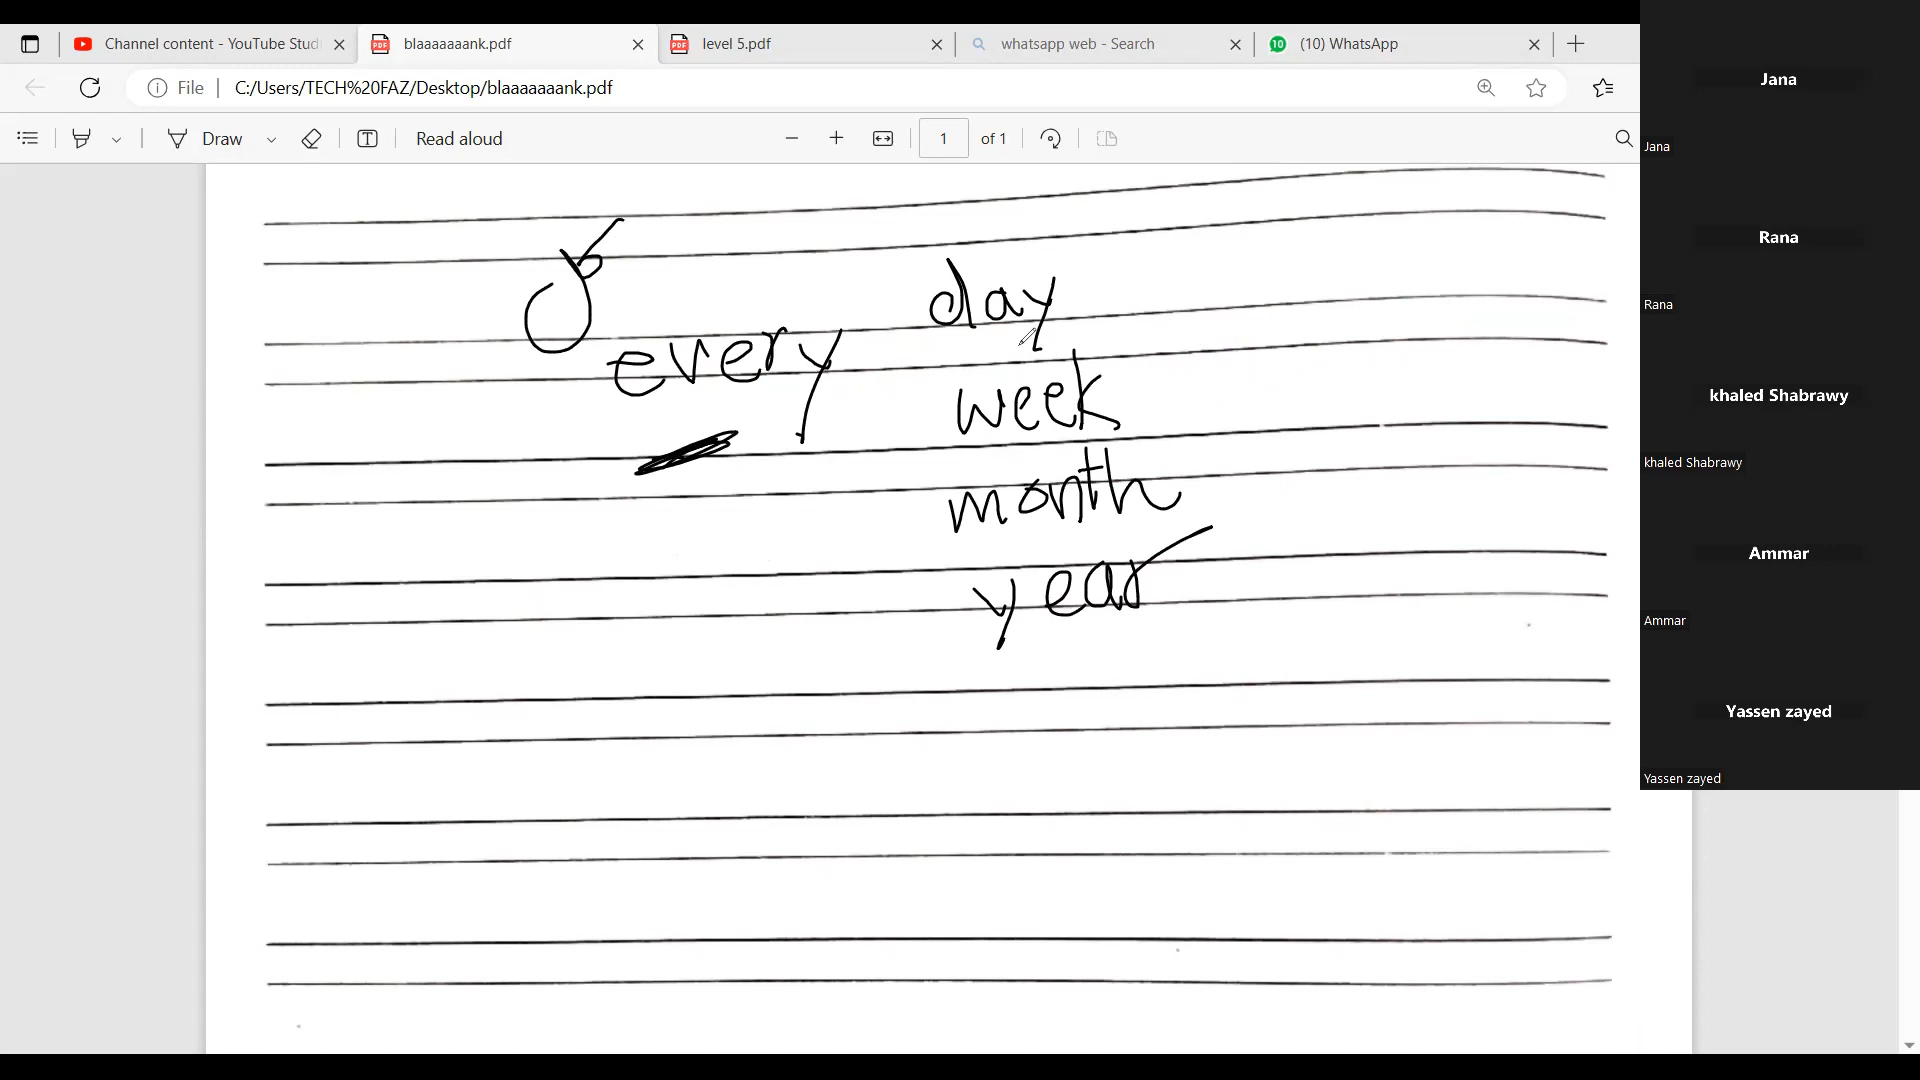 Channel content - YouTube Stud
blaaaaaaank.pdf
level 5.pdf
whatsapp web - Search
10
(10) WhatsApp
File
C:/Users/TECH%20FAZ/Desktop/blaaaaaaank.pdf
Draw
Read aloud
1
of 1
day
every
week
month
year
Jana
Jana
Rana
Rana
khaled Shabrawy
khaled Shabrawy
Ammar
Ammar
Yassen zayed
Yassen zayed